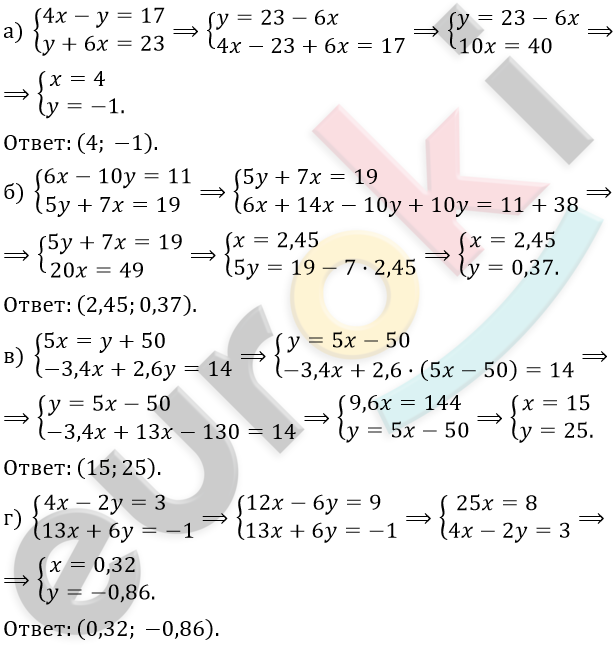 а) {4x − y = 17 ⟹ {y = 23 − 6x ⟹ {y = 23 − 6x ⟹
{y + 6x = 23 {4x − 23 + 6x = 17 {10x = 40
⟹ {x = 4
{y = −1.
Ответ: (4; −1).
б) {6x − 10y = 11 ⟹ {5y + 7x = 19 ⟹
{5y + 7x = 19 {6x + 14x − 10y + 10y = 11 + 38
⟹ {5y + 7x = 19 ⟹ {x = 2,45 ⟹ {x = 2,45
{20x = 49 {5y = 19 − 7 · 2,45 {y = 0,37.
Ответ: (2,45; 0,37).
в) {5x = y + 50 ⟹ {y = 5x − 50 ⟹
{−3,4x + 2,6y = 14 {−3,4x + 2,6 · (5x − 50) = 14
⟹ {y = 5x − 50 ⟹ {9,6x = 144 ⟹ {x = 15
{−3,4x + 13x − 130 = 14 {y = 5x − 50 {y = 25.
Ответ: (15; 25).
г) {4x − 2y = 3 ⟹ {12x − 6y = 9 ⟹ {25x = 8 ⟹
{13x + 6y = −1 {13x + 6y = −1 {4x − 2y = 3
⟹ {x = 0,32
{y = −0,86.
Ответ: (0,32; −0,86).
euroki